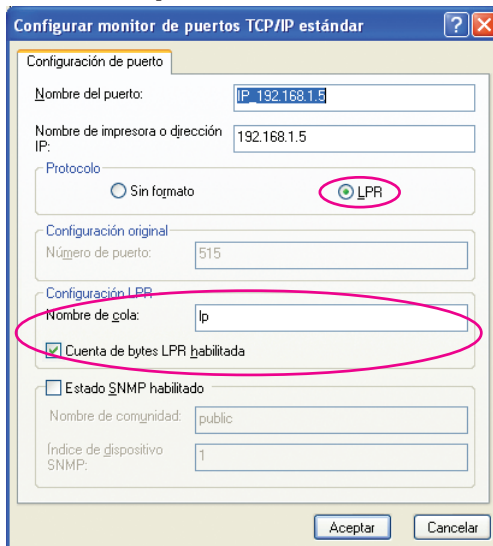 Configurar monitor de puertos TCP/IP estándar
Configuración de puerto
Nombre del puerto: IP_192.168.1.5
Nombre de impresora o dirección
IP: 192.168.1.5
Protocolo
Sin formato LPR
Configuración original
Número de puerto: 515
Configuración LPR
Nombre de cola: lp
Cuenta de bytes LPR habilitada
Estado SNMP habilitado
Nombre de comunidad: public
Índice de dispositivo
SNMP: 1
Aceptar Cancelar